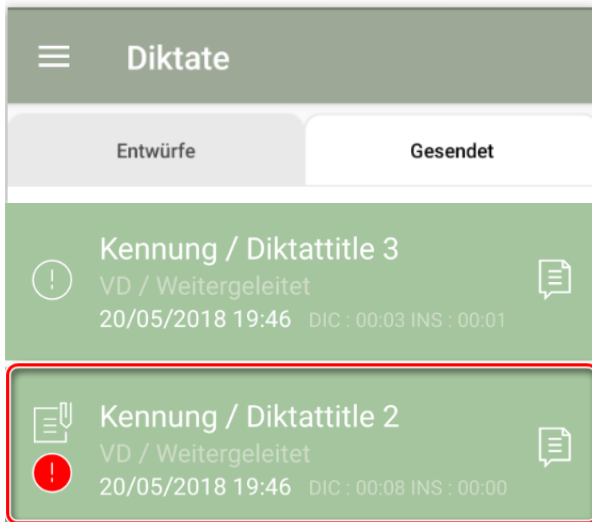 Diktate
Entwürfe
Gesendet
Kennung / Diktattitle 3
VD / Weitergeleitet
20/05/2018 19:46 DIC : 00:03 INS : 00:01
Kennung / Diktattitle 2
VD / Weitergeleitet
20/05/2018 19:46 DIC : 00:08 INS : 00:00